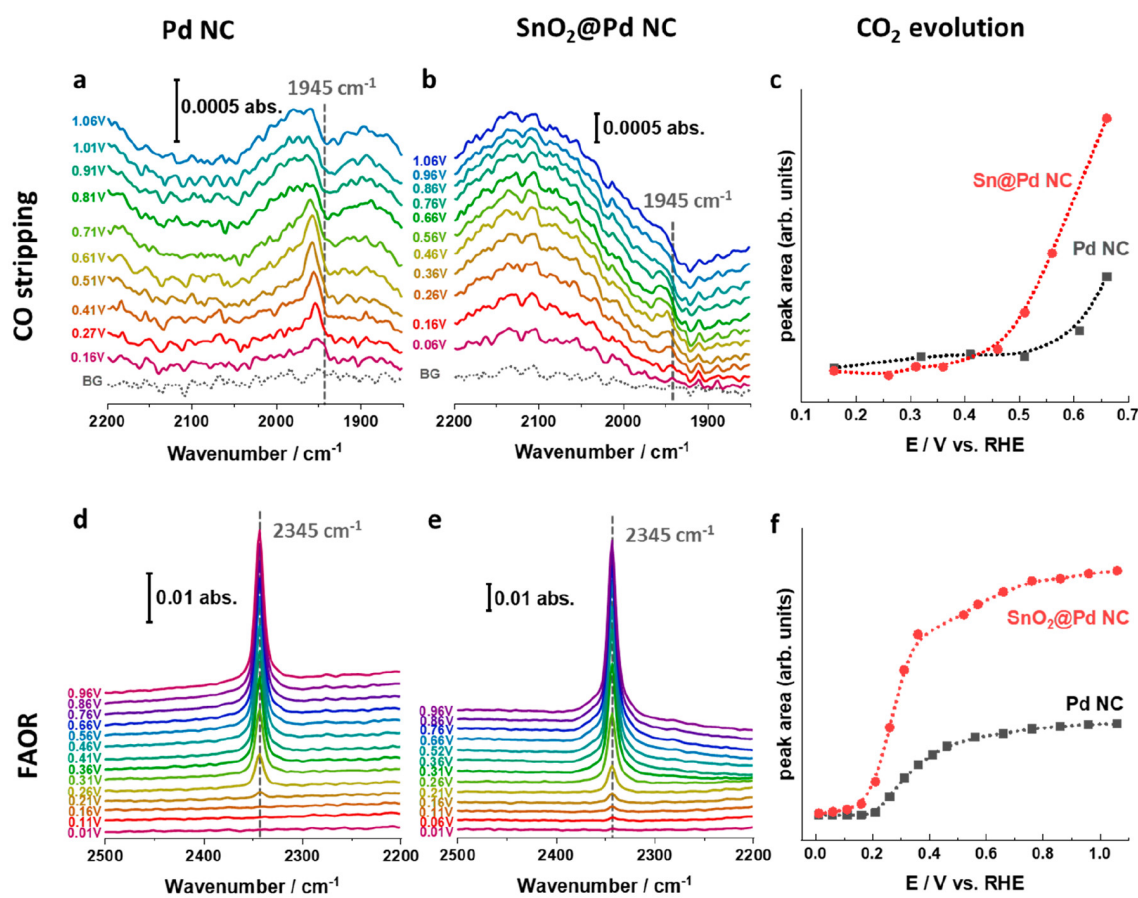 Pd NC
SnO2@Pd NC
CO2 evolution
CO stripping
a
1945 cm-1
0.0005 abs.
1.06V
1.01V
0.91V
0.81V
0.71V
0.61V
0.51V
0.41V
0.27V
0.16V
BG
2200
2100
2000
1900
Wavenumber / cm-1
b
0.0005 abs.
1945 cm-1
1.06V
0.96V
0.86V
0.76V
0.66V
0.56V
0.46V
0.36V
0.26V
0.16V
0.06V
BG
2200
2100
2000
1900
Wavenumber / cm-1
c
peak area (arb. units)
Sn@Pd NC
Pd NC
0.1
0.2
0.3
0.4
0.5
0.6
0.7
E / V vs. RHE
FAOR
d
2345 cm-1
0.01 abs.
0.96V
0.86V
0.76V
0.66V
0.56V
0.46V
0.41V
0.36V
0.31V
0.26V
0.21V
0.16V
0.11V
0.01V
2500
2400
2300
2200
Wavenumber / cm-1
e
2345 cm-1
0.01 abs.
0.96V
0.86V
0.76V
0.66V
0.52V
0.36V
0.31V
0.26V
0.21V
0.16V
0.11V
0.06V
0.01V
2500
2400
2300
2200
Wavenumber / cm-1
f
peak area (arb. units)
SnO2@Pd NC
Pd NC
0.0
0.2
0.4
0.6
0.8
1.0
E / V vs. RHE